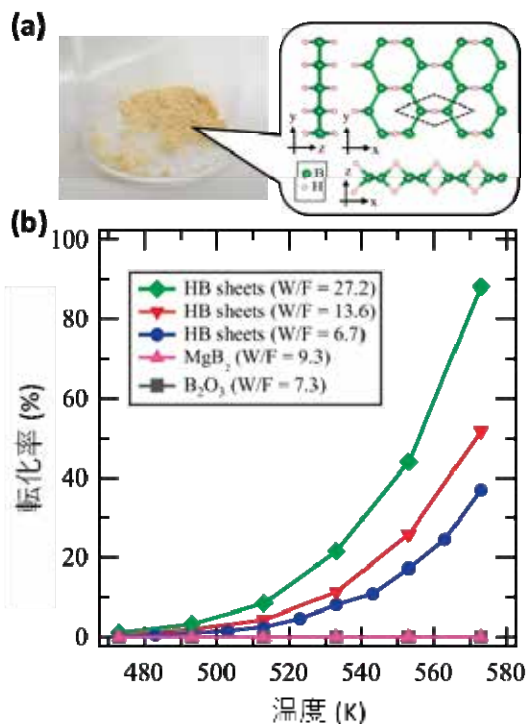 (a)
y
z
y
x
B
H
z
x
(b)
100
80
60
40
20
0
転化率 (%)
HB sheets (W/F = 27.2)
HB sheets (W/F = 13.6)
HB sheets (W/F = 6.7)
MgB₂ (W/F = 9.3)
B₂O₃ (W/F = 7.3)
480 500 520 540 560 580
温度 (K)